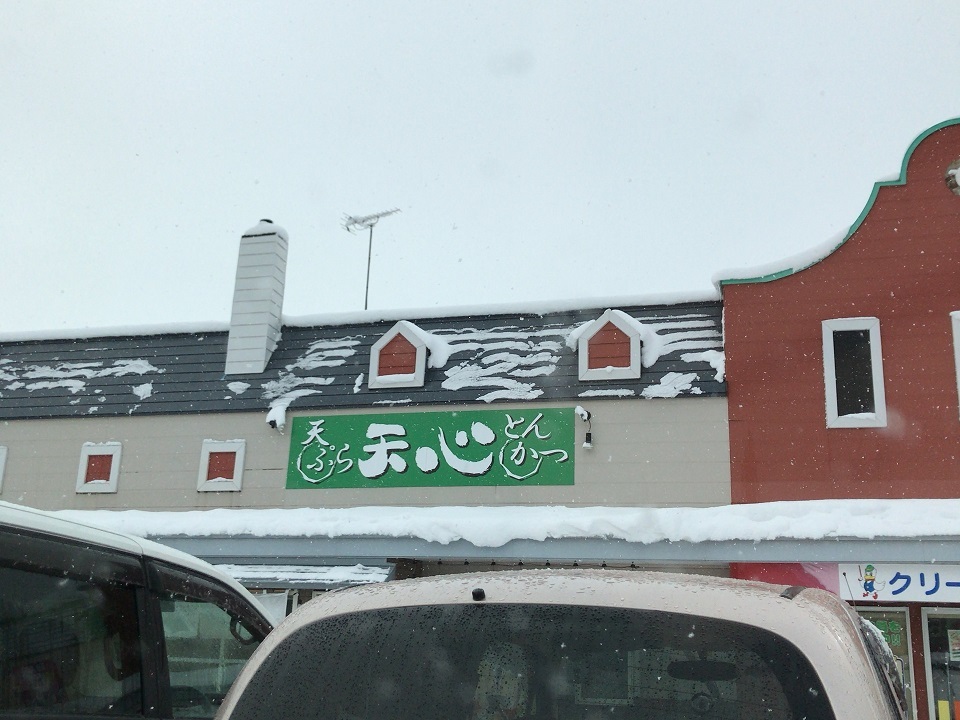 天ぷら
天心
とんかつ
クリー